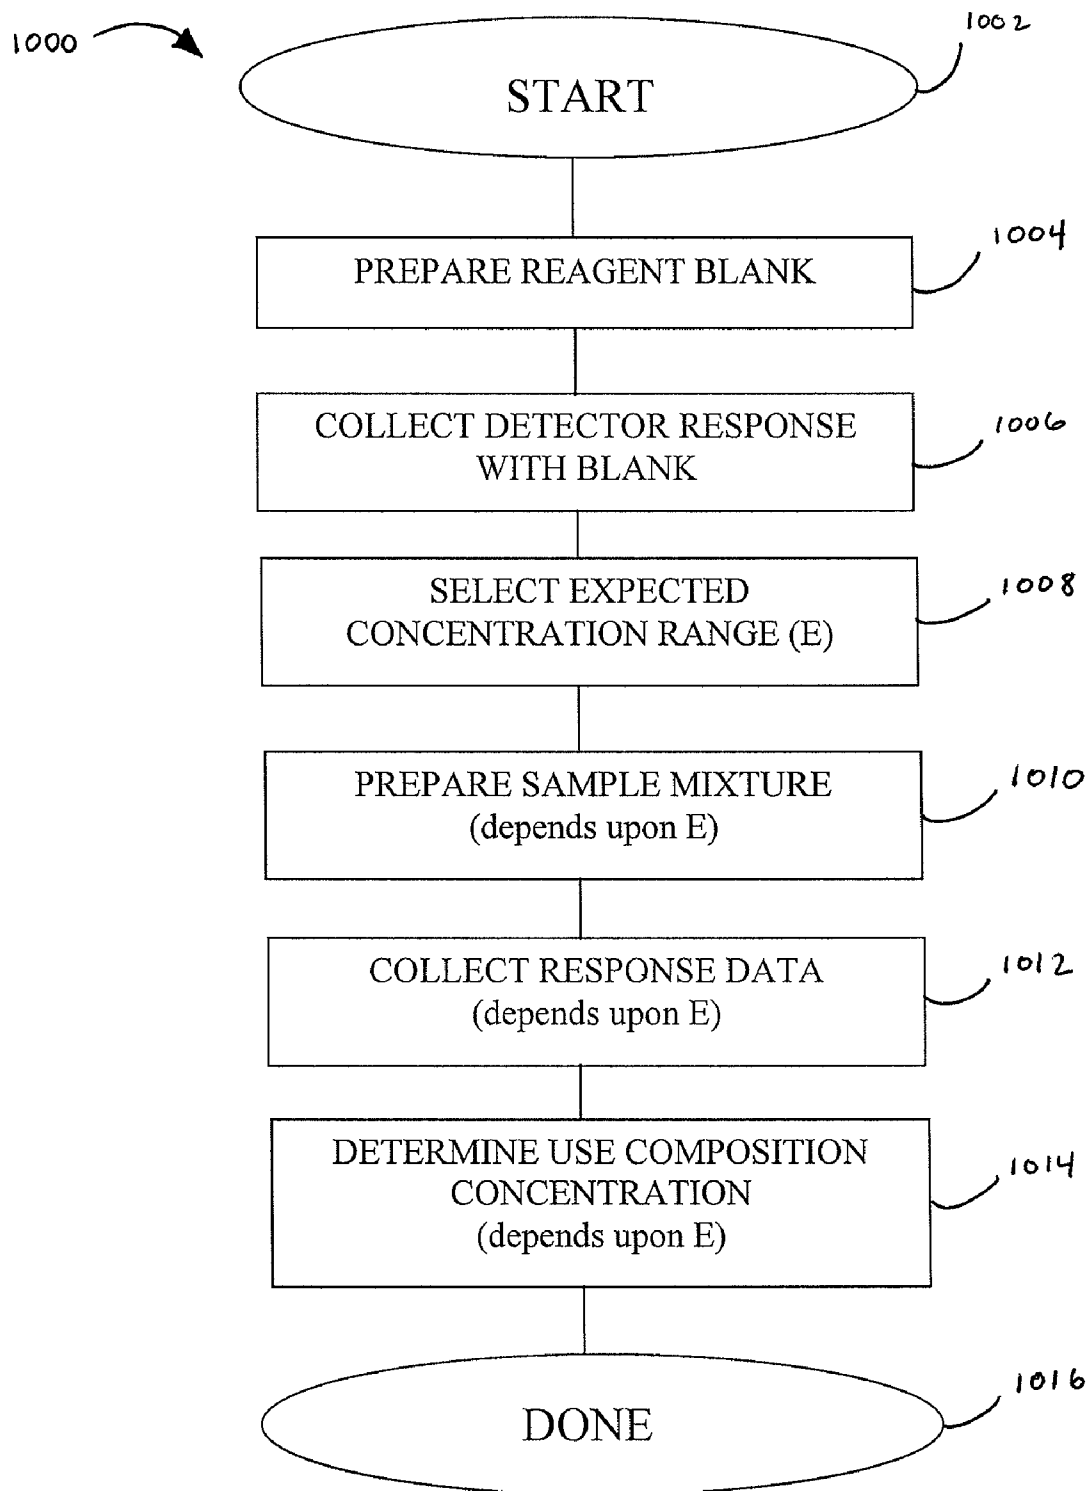 1000
1002
START
1004
PREPARE REAGENT BLANK
1006
COLLECT DETECTOR RESPONSE
WITH BLANK
1008
SELECT EXPECTED
CONCENTRATION RANGE (E)
1010
PREPARE SAMPLE MIXTURE
(depends upon E)
1012
COLLECT RESPONSE DATA
(depends upon E)
1014
DETERMINE USE COMPOSITION
CONCENTRATION
(depends upon E)
1016
DONE